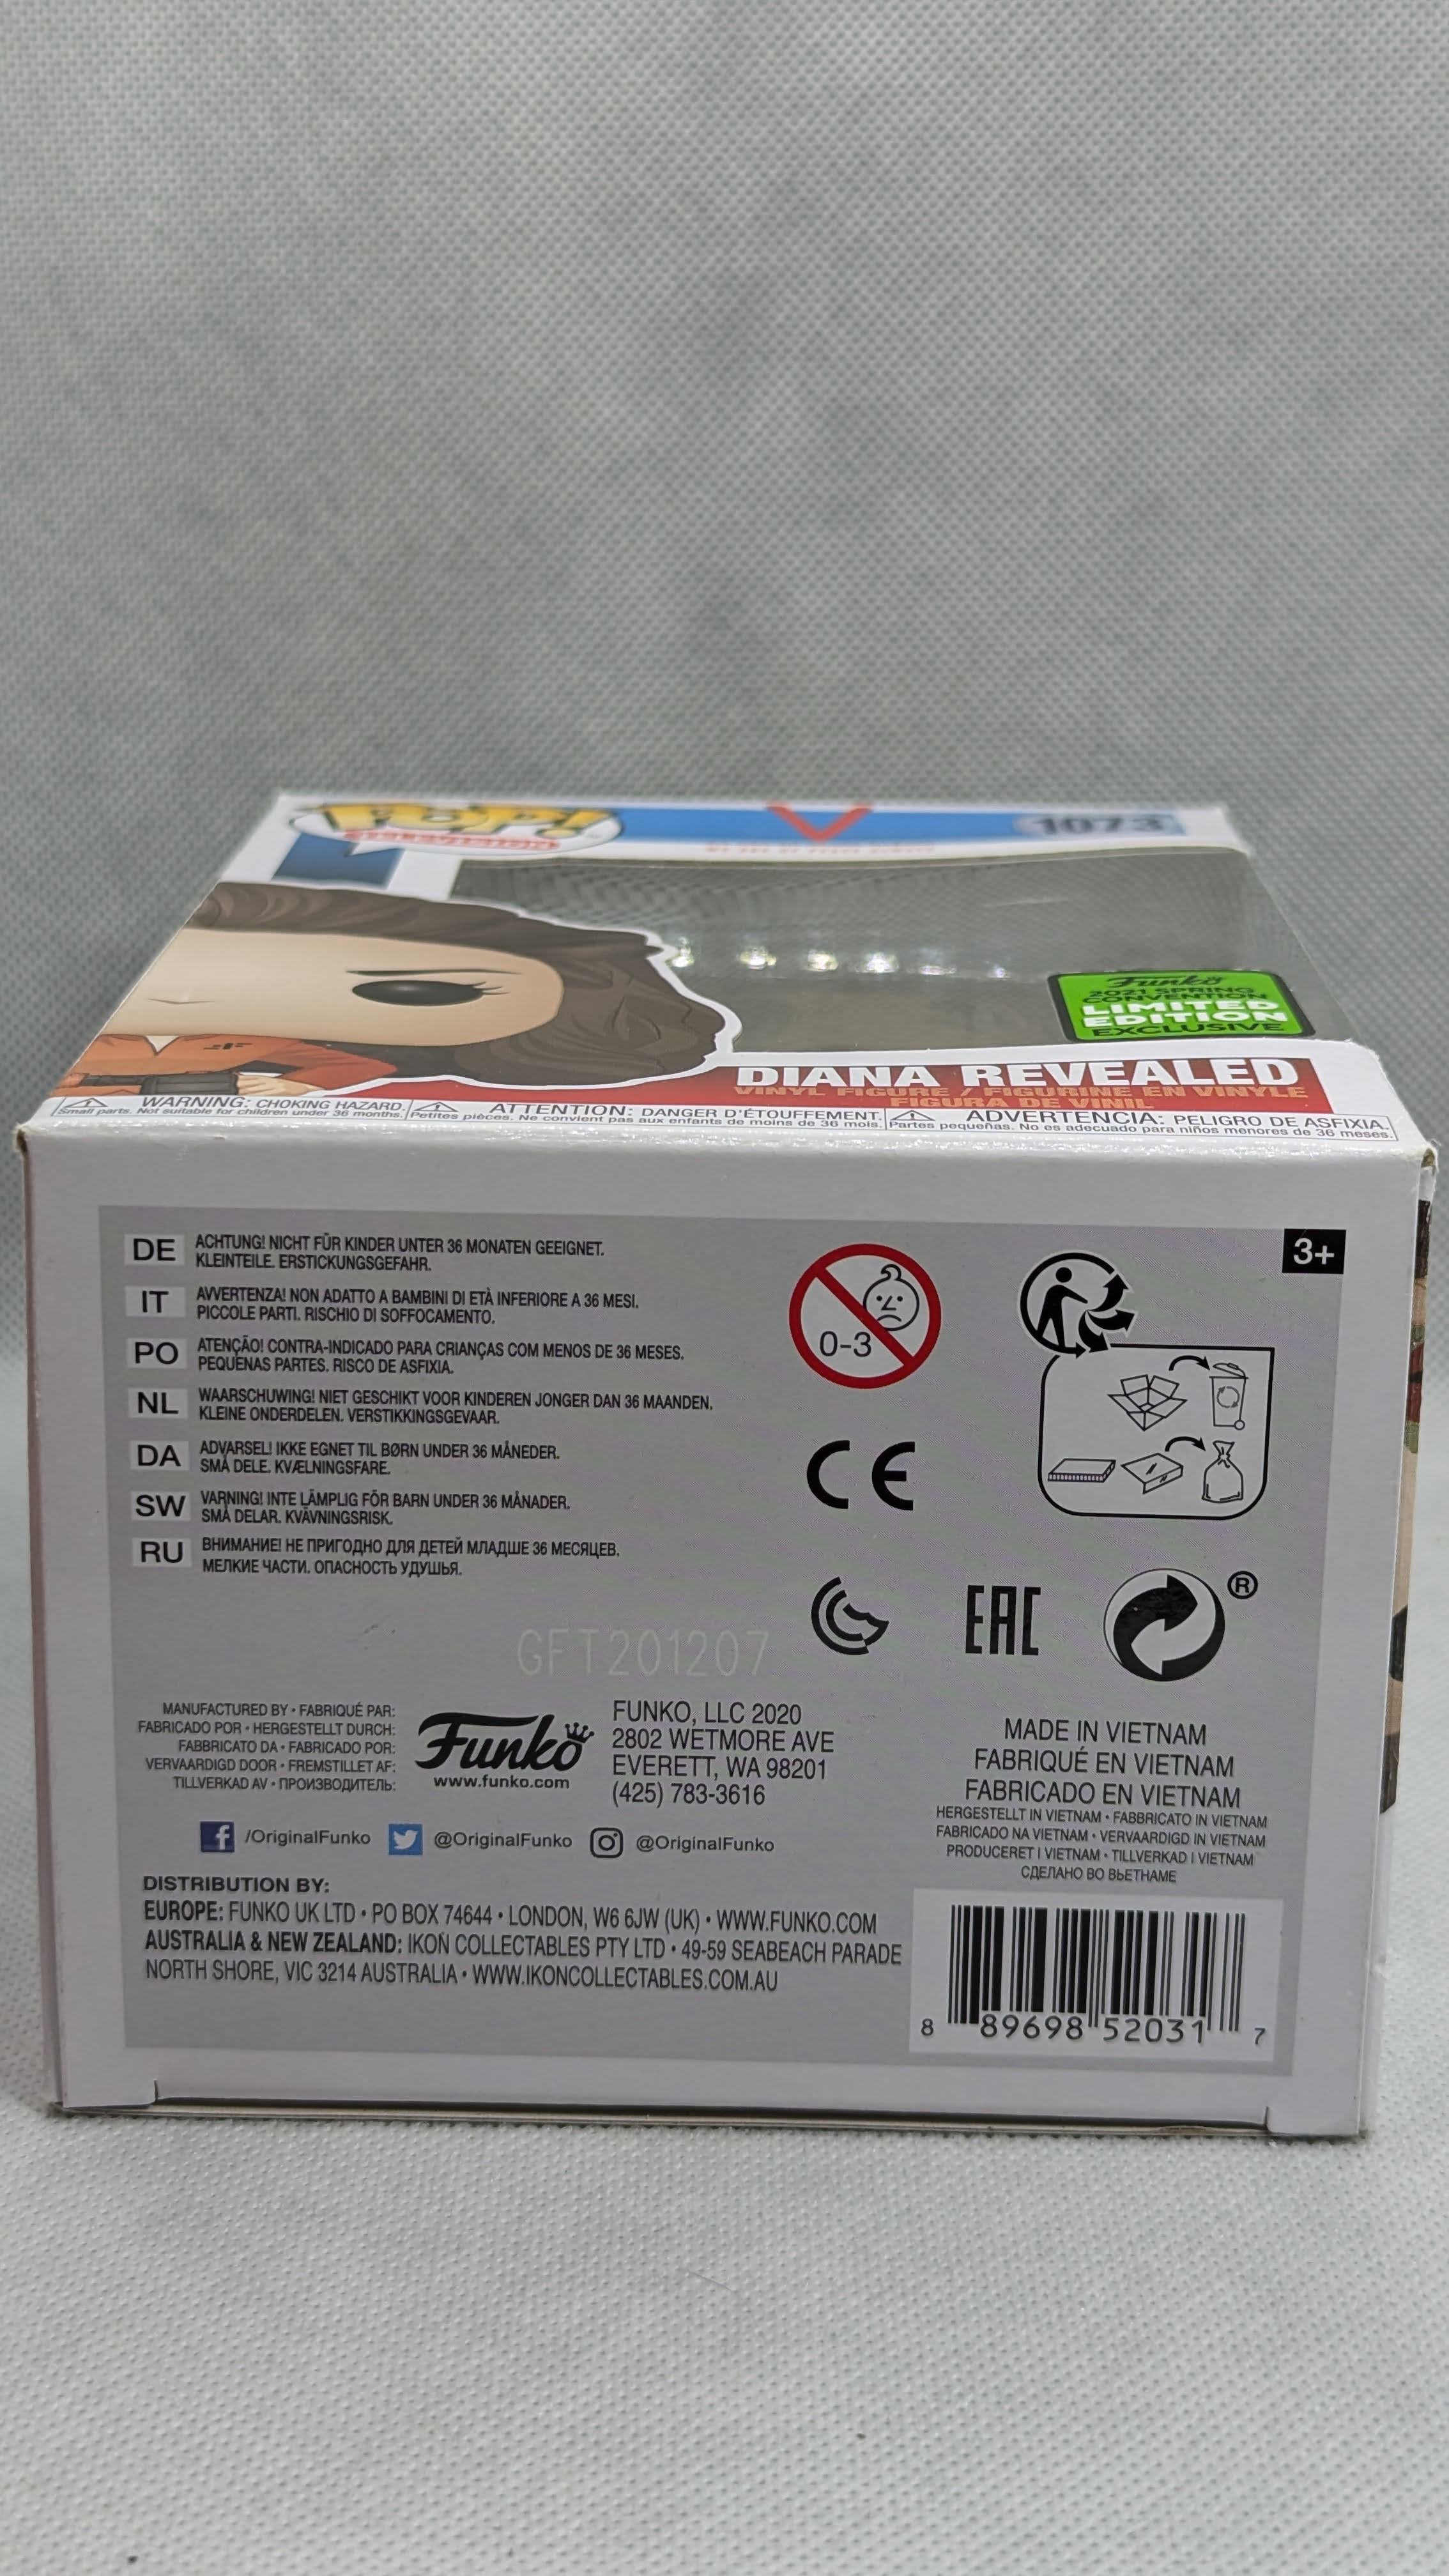 POP!
TELEVISION
V
1073
Funko
2021 SPRING
CONVENTION
LIMITED
EDITION
EXCLUSIVE
DIANA REVEALED
VINYL FIGURE / FIGURINE EN VINYLE
FIGURA DE VINIL
WARNING: CHOKING HAZARD.
Small parts. Not suitable for children under 36 months.
ATTENTION: DANGER D'ÉTOUFFEMENT.
Petites pièces. Ne convient pas aux enfants de moins de 36 mois.
ADVERTENCIA: PELIGRO DE ASFIXIA.
Partes pequeñas. No es adecuado para niños menores de 36 meses.
DE ACHTUNG! NICHT FÜR KINDER UNTER 36 MONATEN GEEIGNET.
KLEINTEILE. ERSTICKUNGSGEFAHR.
IT AVVERTENZA! NON ADATTO A BAMBINI DI ETÀ INFERIORE A 36 MESI.
PICCOLE PARTI. RISCHIO DI SOFFOCAMENTO.
PO ATENÇÃO! CONTRA-INDICADO PARA CRIANÇAS COM MENOS DE 36 MESES.
PEQUENAS PARTES. RISCO DE ASFIXIA.
NL WAARSCHUWING! NIET GESCHIKT VOOR KINDEREN JONGER DAN 36 MAANDEN.
KLEINE ONDERDELEN. VERSTIKKINGSGEVAAR.
DA ADVARSEL! IKKE EGNET TIL BØRN UNDER 36 MÅNEDER.
SMÅ DELE. KVÆLNINGSFARE.
SW VARNING! INTE LÄMPLIG FÖR BARN UNDER 36 MÅNADER.
SMÅ DELAR. KVÄVNINGSRISK.
RU ВНИМАНИЕ! НЕ ПРИГОДНО ДЛЯ ДЕТЕЙ МЛАДШЕ 36 МЕСЯЦЕВ.
МЕЛКИЕ ЧАСТИ. ОПАСНОСТЬ УДУШЬЯ.
3+
0-3
CE
EAC
®
GFT201207
MANUFACTURED BY • FABRIQUÉ PAR:
FABRICADO POR • HERGESTELLT DURCH:
FABBRICATO DA • FABRICADO POR:
VERVAARDIGD DOOR • FREMSTILLET AF:
TILLVERKAD AV • ПРОИЗВОДИТЕЛЬ:
Funko
www.funko.com
FUNKO, LLC 2020
2802 WETMORE AVE
EVERETT, WA 98201
(425) 783-3616
MADE IN VIETNAM
FABRIQUÉ EN VIETNAM
FABRICADO EN VIETNAM
HERGESTELLT IN VIETNAM • FABBRICATO IN VIETNAM
FABRICADO NA VIETNAM • VERVAARDIGD IN VIETNAM
PRODUCERET I VIETNAM • TILLVERKAD I VIETNAM
СДЕЛАНО ВО ВЬЕТНАМЕ
/OriginalFunko @OriginalFunko @OriginalFunko
DISTRIBUTION BY:
EUROPE: FUNKO UK LTD • PO BOX 74644 • LONDON, W6 6JW (UK) • WWW.FUNKO.COM
AUSTRALIA & NEW ZEALAND: IKON COLLECTABLES PTY LTD • 49-59 SEABEACH PARADE
NORTH SHORE, VIC 3214 AUSTRALIA • WWW.IKONCOLLECTABLES.COM.AU
8 89698 52031 7